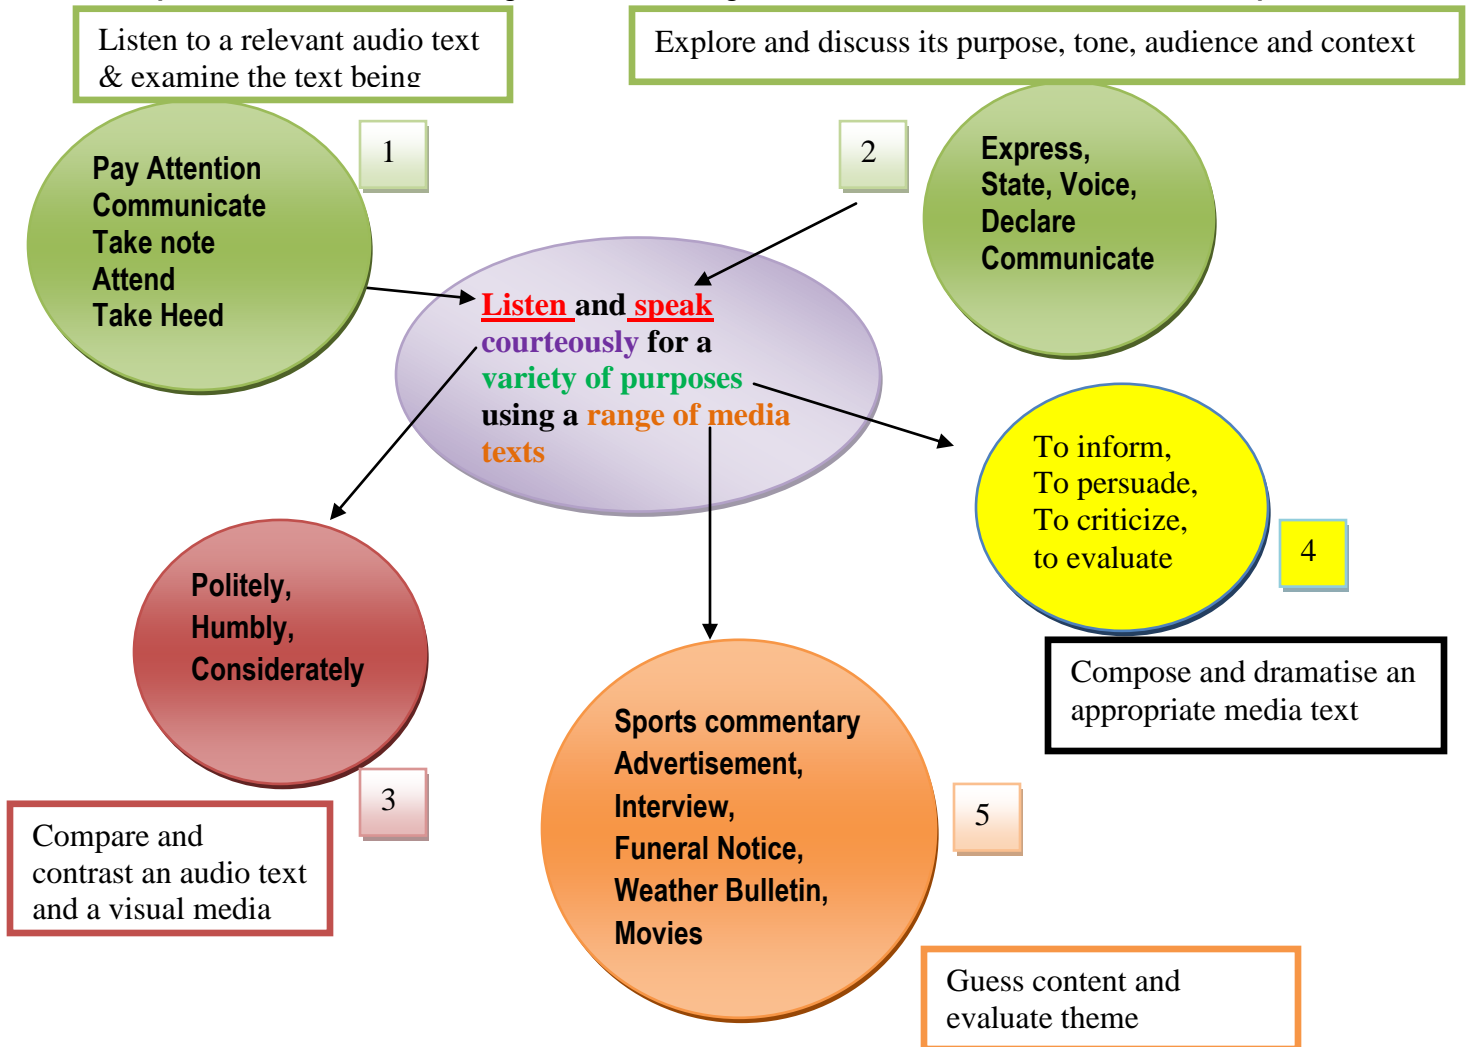 Listen to a relevant audio text
& examine the text being
Explore and discuss its purpose, tone, audience and context
1
Pay Attention
Communicate
Take note
Attend
Take Heed
2
Express,
State, Voice,
Declare
Communicate
Listen and speak
courteously for a
variety of purposes
using a range of media
texts
To inform,
To persuade,
To criticize,
to evaluate
4
Compose and dramatise an
appropriate media text
Politely,
Humbly,
Considerately
3
Compare and
contrast an audio text
and a visual media
Sports commentary
Advertisement,
Interview,
Funeral Notice,
Weather Bulletin,
Movies
5
Guess content and
evaluate theme